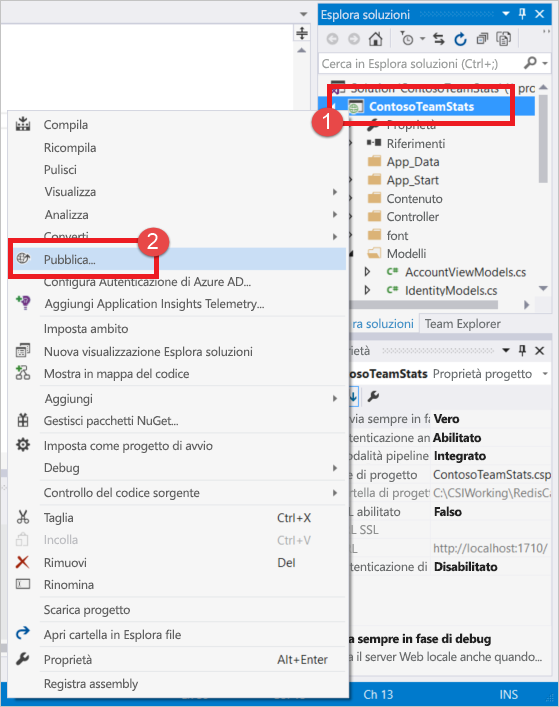 Esplora soluzioni
Cerca in Esplora soluzioni (Ctrl+;)
Solution 'ContosoTeamStats' (1 pro
1
ContosoTeamStats
Proprietà
Riferimenti
App_Data
App_Start
Contenuto
Controller
font
Modelli
C# AccountViewModels.cs
C# IdentityModels.cs
ra soluzioni
Team Explorer
Compila
Ricompila
Pulisci
Visualizza
Analizza
Converti
2
Pubblica...
Configura Autenticazione di Azure AD...
Aggiungi Application Insights Telemetry...
Imposta ambito
Nuova visualizzazione Esplora soluzioni
Mostra in mappa del codice
Aggiungi
Gestisci pacchetti NuGet...
Imposta come progetto di avvio
Debug
Controllo del codice sorgente
Taglia Ctrl+X
Incolla Ctrl+V
Rimuovi Del
Rinomina
Scarica progetto
Apri cartella in Esplora file
Proprietà Alt+Enter
Registra assembly
ietà
tosoTeamStats Proprietà progetto
via sempre in fa Vero
tenticazione an Abilitato
odalità pipeline Integrato
e di progetto ContosoTeamStats.csp
artella di proget C:\CSIWorking\RedisCa
L abilitato Falso
L SSL
L http://localhost:1710/
tenticazione di Disabilitato
a sempre in fase di debug
a il server Web locale anche quando...
Ch 13
INS